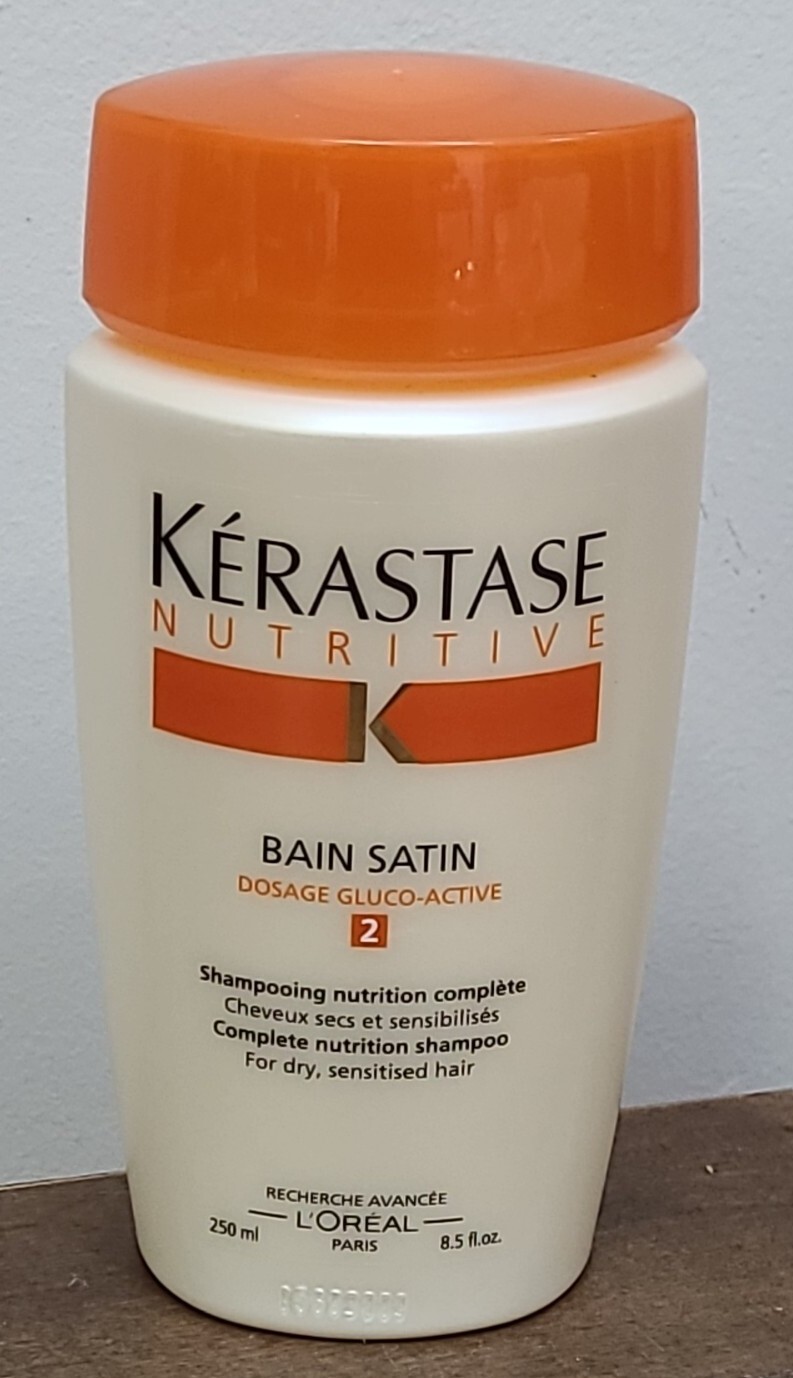 KÉRASTASE
NUTRITIVE
K
BAIN SATIN
DOSAGE GLUCO-ACTIVE
2
Shampooing nutrition complète
Cheveux secs et sensibilisés
Complete nutrition shampoo
For dry, sensitised hair
RECHERCHE AVANCÉE
L'ORÉAL
PARIS
250 ml
8.5 fl.oz.